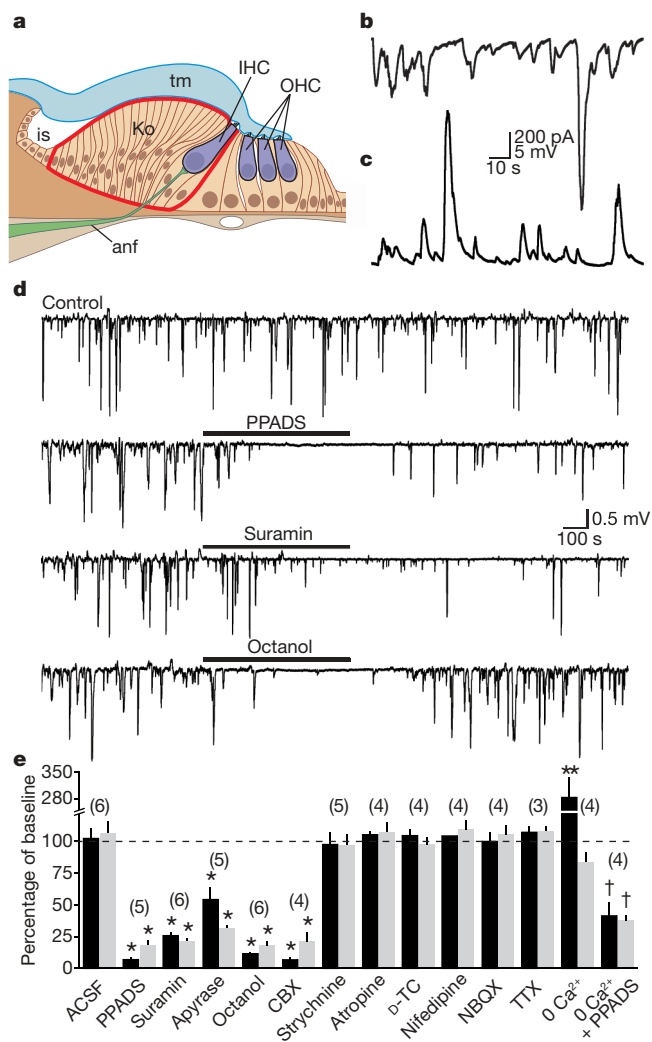 a
tm
IHC
OHC
is
Ko
anf
b
200 pA
5 mV
10 s
c
d
Control
PPADS
0.5 mV
100 s
Suramin
Octanol
e
Percentage of baseline
350
280
100
75
50
25
0
(6)
(5)
(6)
(5)
(6)
(4)
(5)
(4)
(4)
(4)
(4)
(3)
(4)
(4)
* * * * * * * * * * ** † †
ACSF
PPADS
Suramin
Apyrase
Octanol
CBX
Strychnine
Atropine
D-TC
Nifedipine
NBQX
TTX
0 Ca²⁺
0 Ca²⁺
+ PPADS